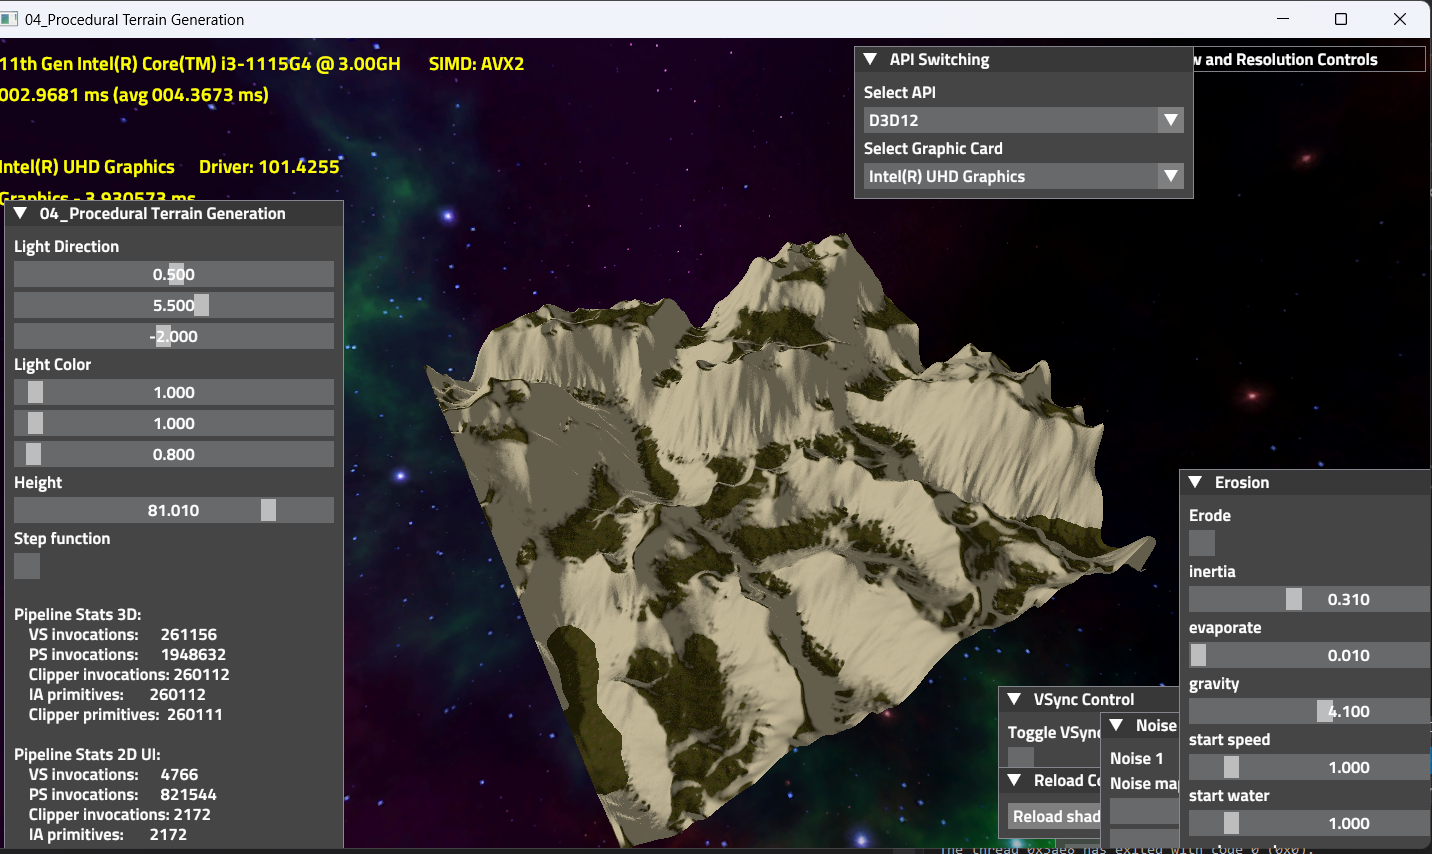 04_Procedural Terrain Generation
11th Gen Intel(R) Core(TM) i3-1115G4 @ 3.00GH SIMD: AVX2
002.9681 ms (avg 004.3673 ms)
Intel(R) UHD Graphics Driver: 101.4255
Graphics - 3.930573 ms
04_Procedural Terrain Generation
Light Direction
0.500
5.500
-2.000
Light Color
1.000
1.000
0.800
Height
81.010
Step function
Pipeline Stats 3D:
VS invocations: 261156
PS invocations: 1948632
Clipper invocations: 260112
IA primitives: 260112
Clipper primitives: 260111
Pipeline Stats 2D UI:
VS invocations: 4766
PS invocations: 821544
Clipper invocations: 2172
IA primitives: 2172
API Switching
Select API
D3D12
Select Graphic Card
Intel(R) UHD Graphics
w and Resolution Controls
Erosion
Erode
inertia
0.310
evaporate
0.010
gravity
4.100
start speed
1.000
start water
1.000
VSync Control
Toggle VSync
Reload Co
Reload shad
Noise
Noise 1
Noise map
The thread 0x5ae8 has exited with code 0 (0x0).